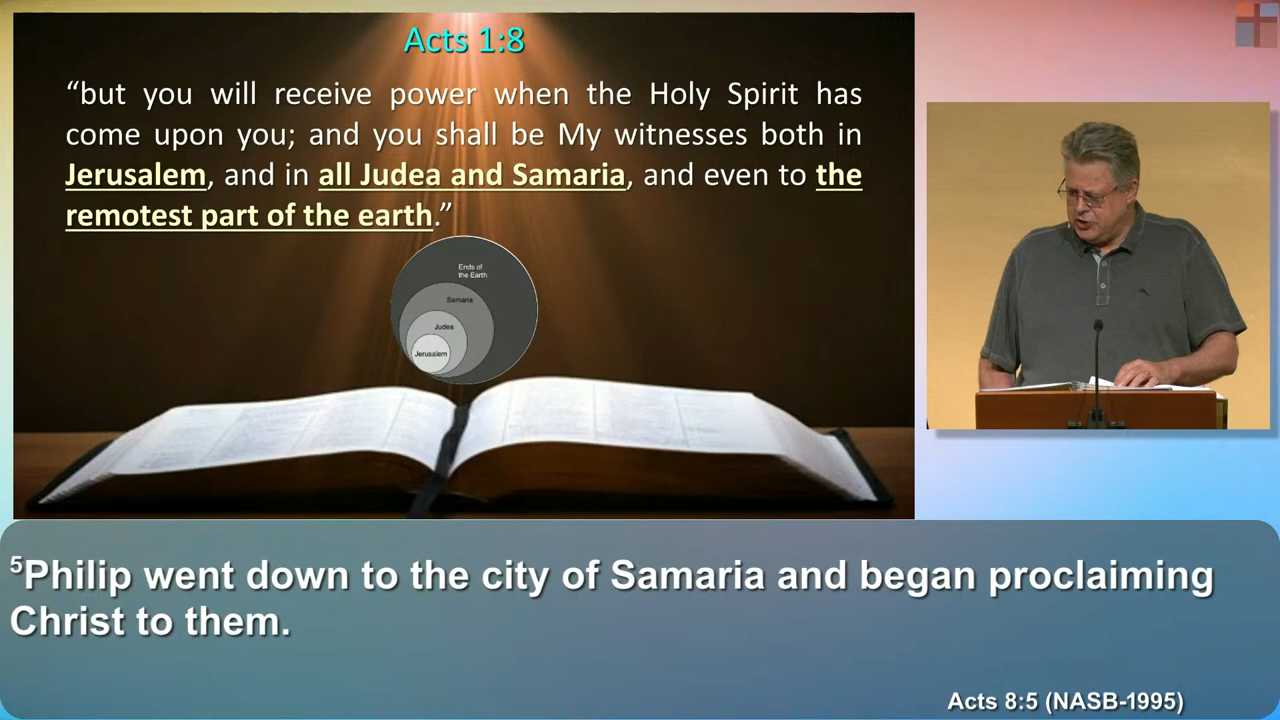 Acts 1:8
“but you will receive power when the Holy Spirit has
come upon you; and you shall be My witnesses both in
Jerusalem, and in all Judea and Samaria, and even to the
remotest part of the earth.”
Ends of
the Earth
Samaria
Judea
Jerusalem
5Philip went down to the city of Samaria and began proclaiming
Christ to them.
Acts 8:5 (NASB-1995)